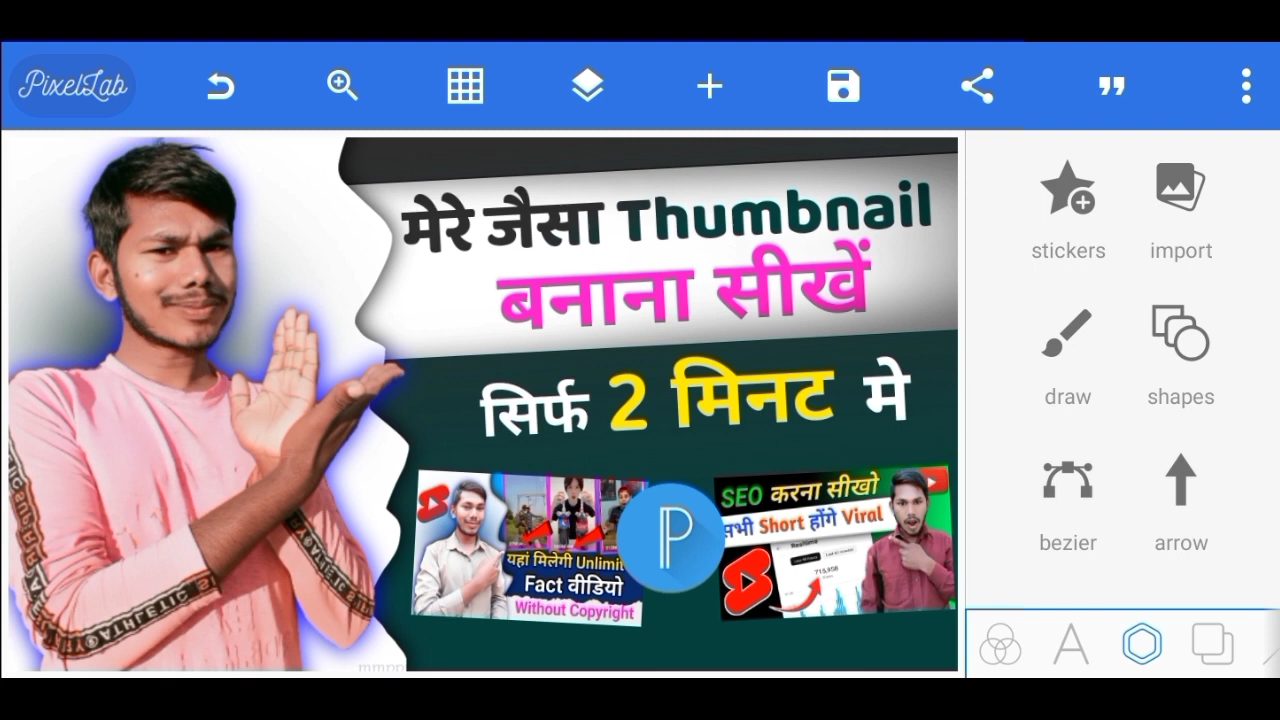 PixelLab
मेरे जैसा Thumbnail
बनाना सीखें
सिर्फ 2 मिनट मे
यहां मिलेगी Unlimit
Fact वीडियो
Without Copyright
SEO करना सीखो
सभी Short होंगे Viral
715,958
stickers
import
draw
shapes
bezier
arrow